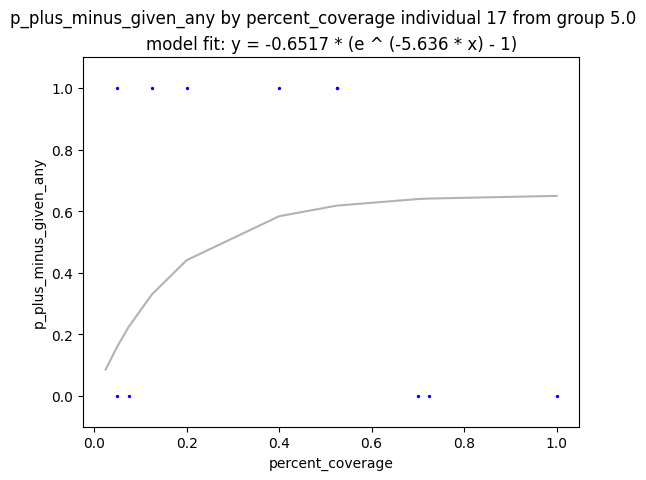 p_plus_minus_given_any by percent_coverage individual 17 from group 5.0
model fit: y = -0.6517 * (e ^ (-5.636 * x) - 1)
p_plus_minus_given_any
1.0
0.8
0.6
0.4
0.2
0.0
0.0 0.2 0.4 0.6 0.8 1.0
percent_coverage